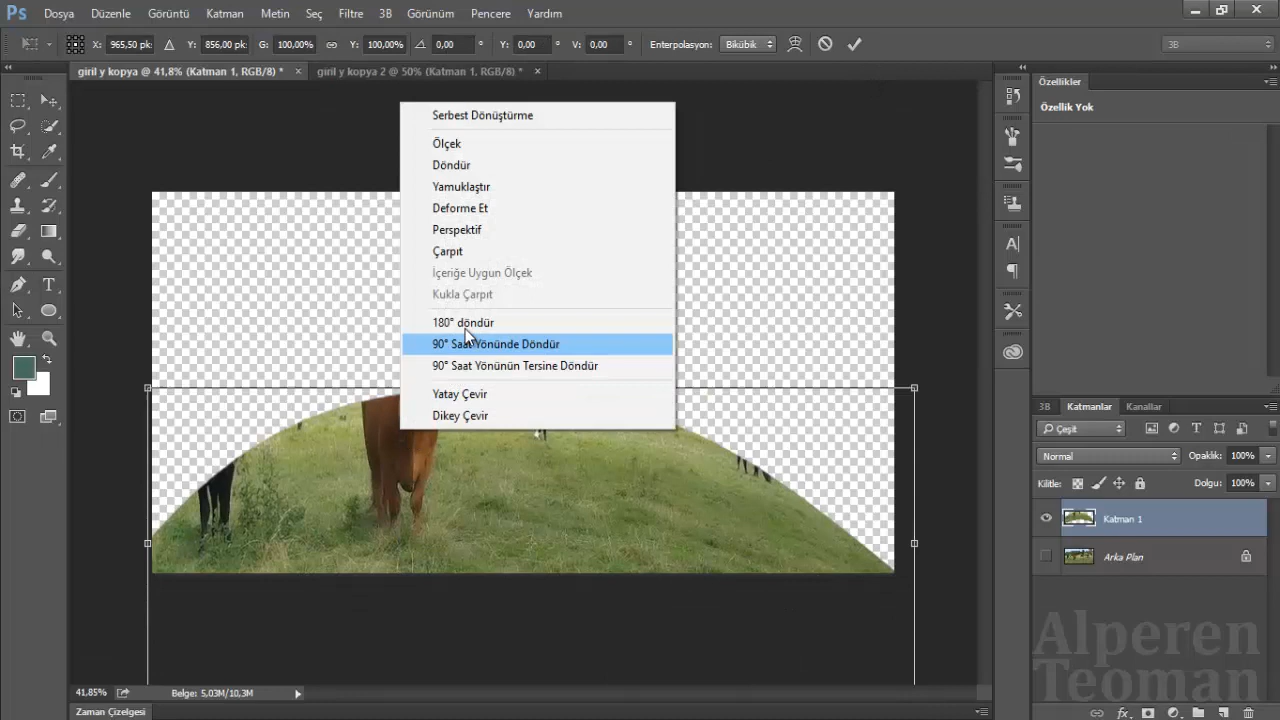 Ps Dosya Düzenle Görüntü Katman Metin Seç Filtre 3B Görünüm Pencere Yardım
X: 965,50 pk: Y: 856,00 pk: G: 100,00% Y: 100,00% 0,00 ° Y: 0,00 ° V: 0,00 ° Enterpolasyon: Bikübik 3B
giril y kopya @ 41,8% (Katman 1, RGB/8) * × giril y kopya 2 @ 50% (Katman 1, RGB/8) * ×
Özellikler
Özellik Yok
Serbest Dönüştürme
Ölçek
Döndür
Yamuklaştır
Deforme Et
Perspektif
Çarpıt
İçeriğe Uygun Ölçek
Kukla Çarpıt
180° döndür
90° Saat Yönünde Döndür
90° Saat Yönünün Tersine Döndür
Yatay Çevir
Dikey Çevir
3B Katmanlar Kanallar
Çeşit
Normal Opaklık: 100%
Kilitle: Dolgu: 100%
Katman 1
Arka Plan
Alperen
Teoman
41,85% Belge: 5,03M/10,3M
Zaman Çizelgesi